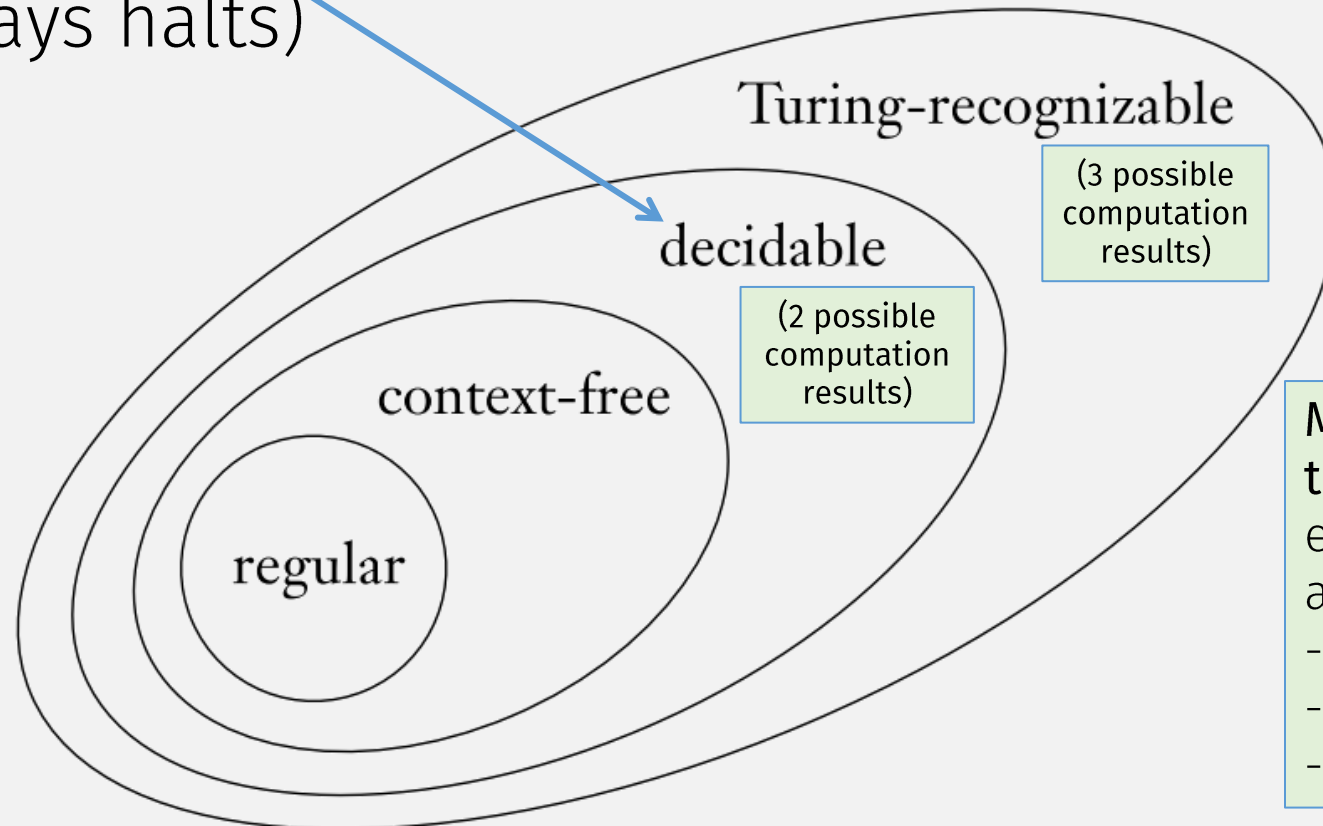 ays halts)
Turing-recognizable
(3 possible
computation
results)
decidable
(2 possible
computation
results)
context-free
regular
-
-
-